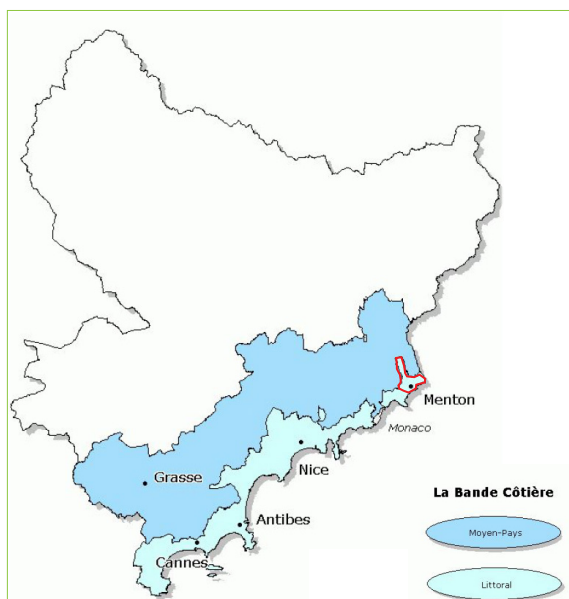 Menton
Monaco
Nice
Grasse
Antibes
Cannes
La Bande Côtière
Moyen-Pays
Littoral